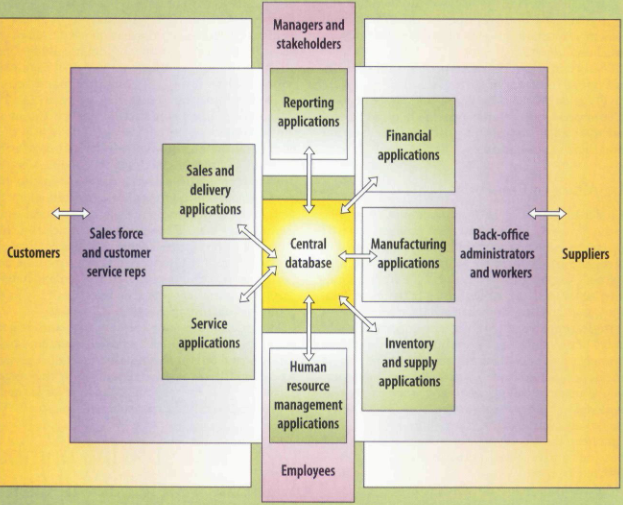 Managers and
stakeholders
Reporting
applications
Financial
applications
Sales and
delivery
applications
Customers
Sales force
and customer
service reps
Central
database
Manufacturing
applications
Back-office
administrators
and workers
Suppliers
Service
applications
Inventory
and supply
applications
Human
resource
management
applications
Employees